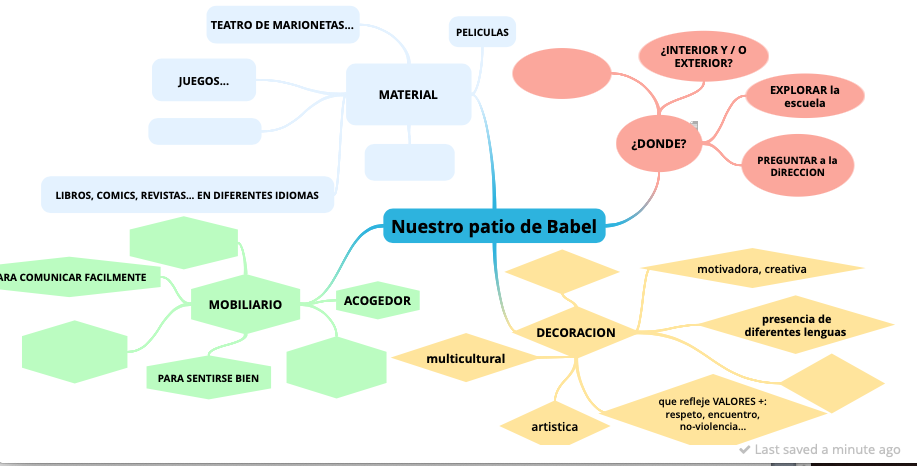 TEATRO DE MARIONETAS...
PELICULAS
¿INTERIOR Y / O
EXTERIOR?
JUEGOS...
MATERIAL
EXPLORAR la
escuela
¿DONDE?
PREGUNTAR a la
DiRECCION
LIBROS, COMICS, REVISTAS... EN DIFERENTES IDIOMAS
Nuestro patio de Babel
ARA COMUNICAR FACILMENTE
MOBILIARIO
ACOGEDOR
PARA SENTIRSE BIEN
DECORACION
motivadora, creativa
presencia de
diferentes lenguas
multicultural
que refleje VALORES +:
respeto, encuentro,
no-violencia...
artistica
Last saved a minute ago